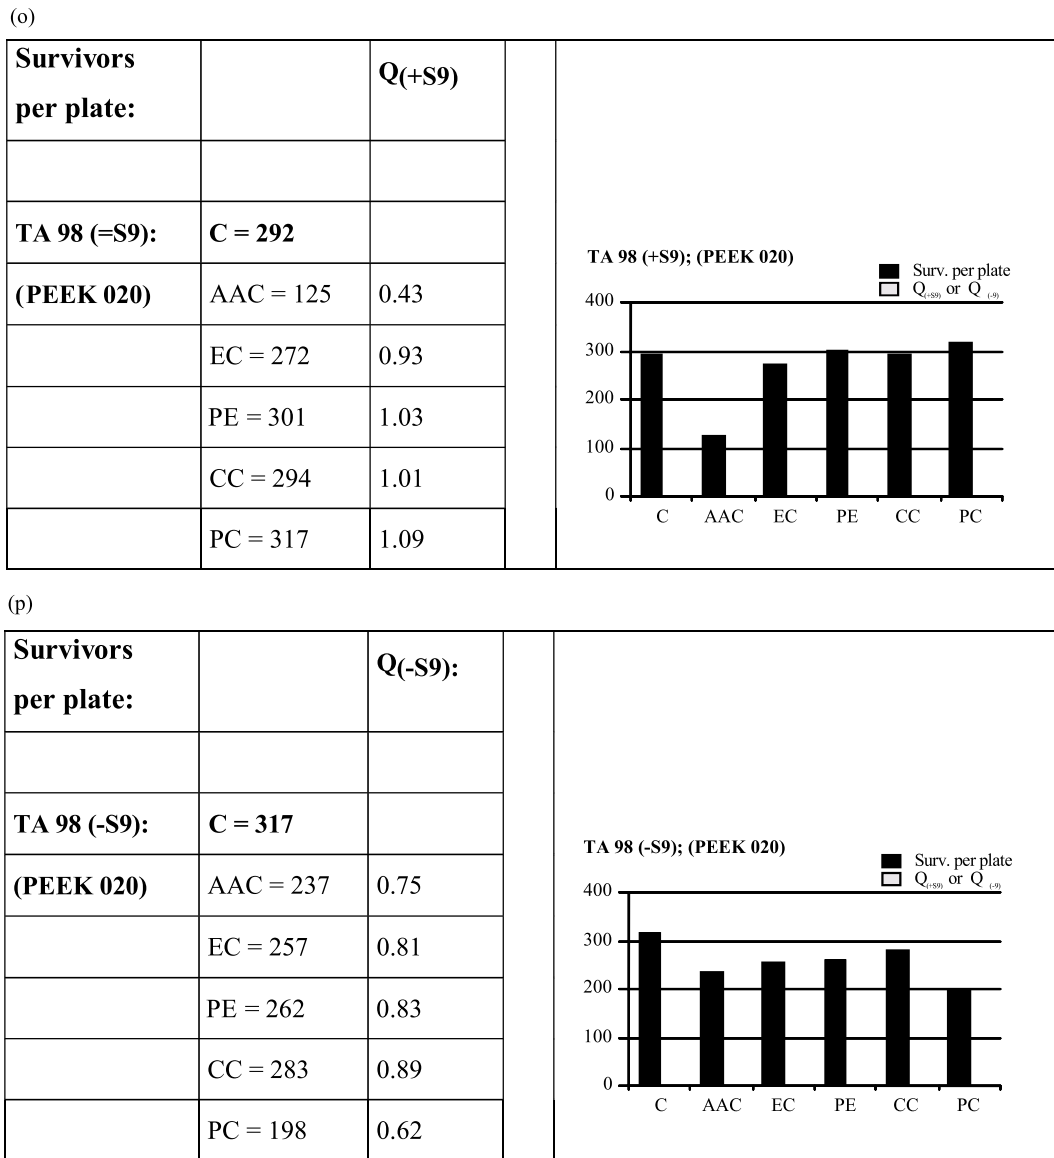 (o)
Survivors
per plate:
Q(+S9)
TA 98 (=S9):
C = 292
(PEEK 020)
AAC = 125
0.43
EC = 272
0.93
PE = 301
1.03
CC = 294
1.01
PC = 317
1.09
TA 98 (+S9); (PEEK 020)
Surv. per plate
Q(+S9) or Q (-9)
400
300
200
100
0
C AAC EC PE CC PC
(p)
Survivors
per plate:
Q(-S9):
TA 98 (-S9):
C = 317
(PEEK 020)
AAC = 237
0.75
EC = 257
0.81
PE = 262
0.83
CC = 283
0.89
PC = 198
0.62
TA 98 (-S9); (PEEK 020)
Surv. per plate
Q(+S9) or Q (-9)
400
300
200
100
0
C AAC EC PE CC PC